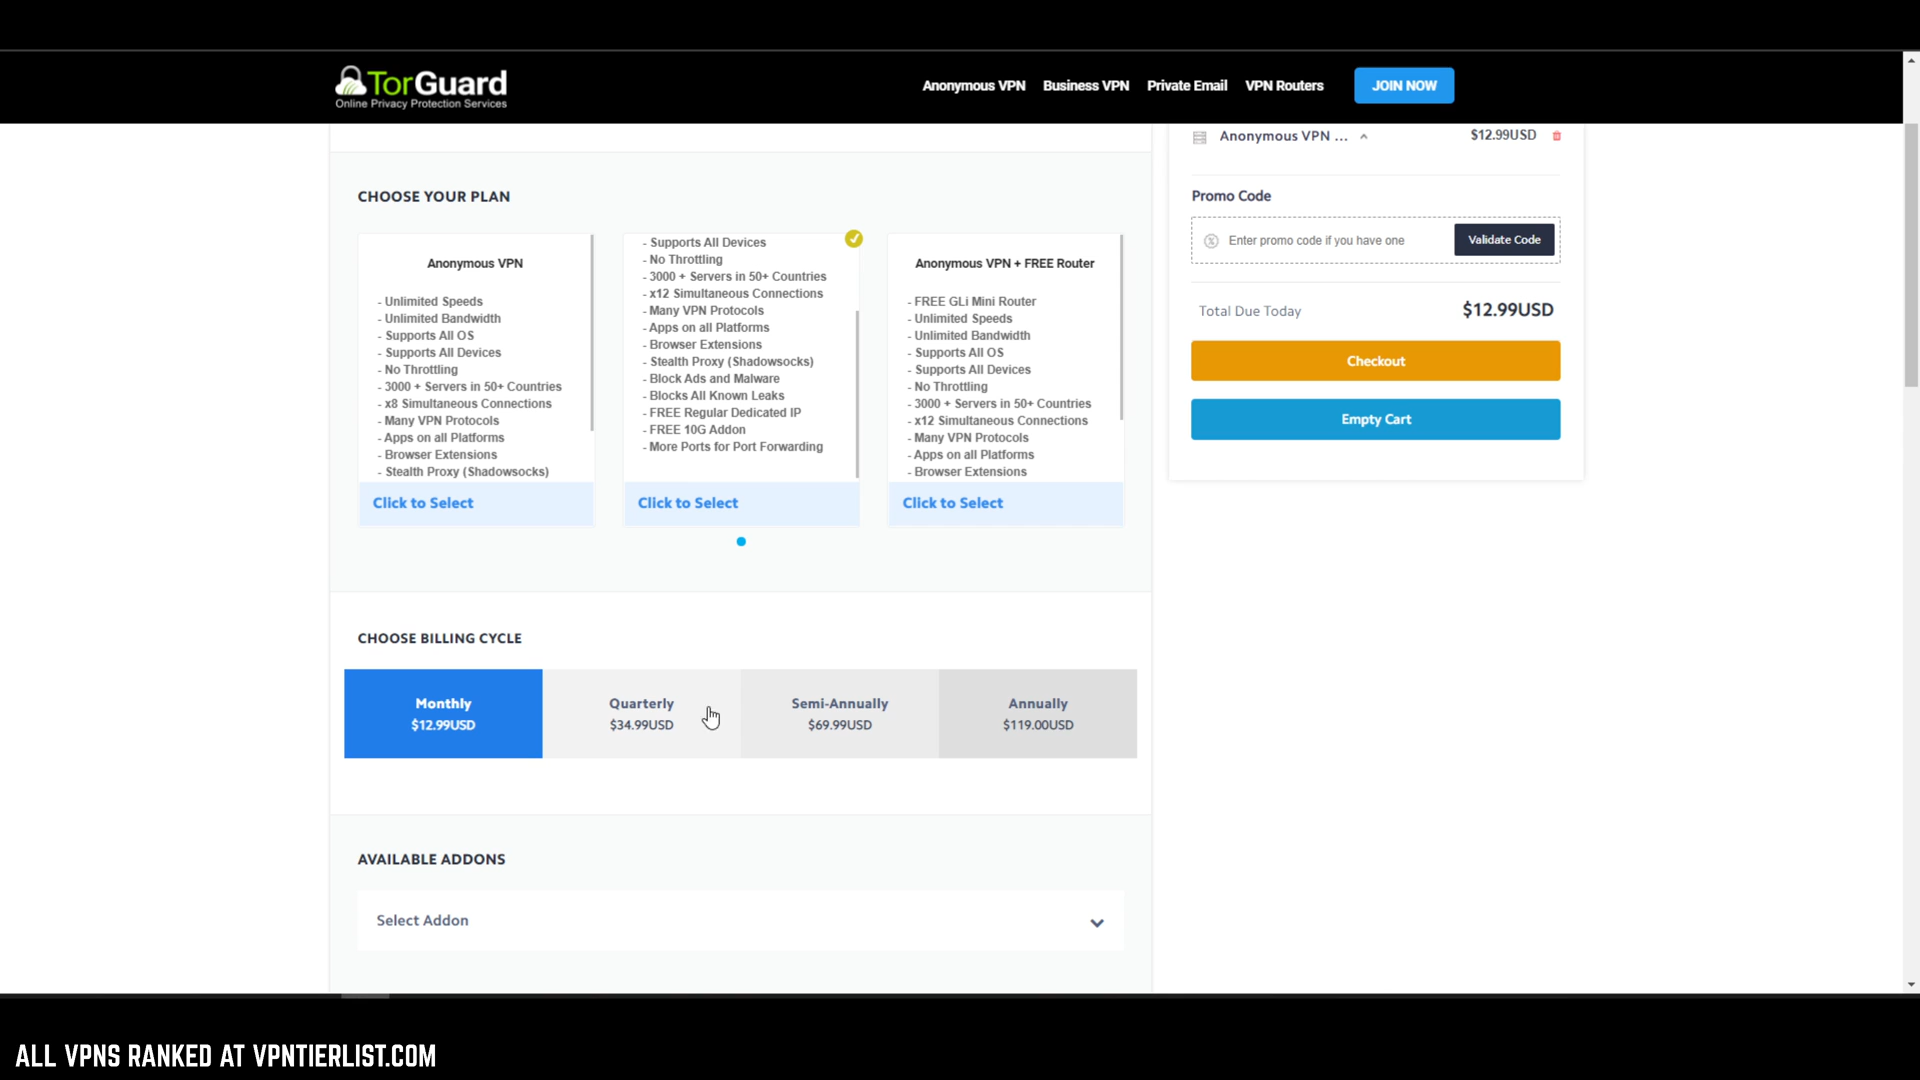 TorGuard
Online Privacy Protection Services
Anonymous VPN
Business VPN
Private Email
VPN Routers
JOIN NOW
CHOOSE YOUR PLAN
Anonymous VPN
- Unlimited Speeds
- Unlimited Bandwidth
- Supports All OS
- Supports All Devices
- No Throttling
- 3000 + Servers in 50+ Countries
- x8 Simultaneous Connections
- Many VPN Protocols
- Apps on all Platforms
- Browser Extensions
- Stealth Proxy (Shadowsocks)
Click to Select
- Supports All Devices
- No Throttling
- 3000 + Servers in 50+ Countries
- x12 Simultaneous Connections
- Many VPN Protocols
- Apps on all Platforms
- Browser Extensions
- Stealth Proxy (Shadowsocks)
- Block Ads and Malware
- Blocks All Known Leaks
- FREE Regular Dedicated IP
- FREE 10G Addon
- More Ports for Port Forwarding
Click to Select
Anonymous VPN + FREE Router
- FREE GLi Mini Router
- Unlimited Speeds
- Unlimited Bandwidth
- Supports All OS
- Supports All Devices
- No Throttling
- 3000 + Servers in 50+ Countries
- x12 Simultaneous Connections
- Many VPN Protocols
- Apps on all Platforms
- Browser Extensions
Click to Select
CHOOSE BILLING CYCLE
Monthly
$12.99USD
Quarterly
$34.99USD
Semi-Annually
$69.99USD
Annually
$119.00USD
AVAILABLE ADDONS
Select Addon
Anonymous VPN ...
$12.99USD
Promo Code
Enter promo code if you have one
Validate Code
Total Due Today
$12.99USD
Checkout
Empty Cart
ALL VPNS RANKED AT VPNTIERLIST.COM